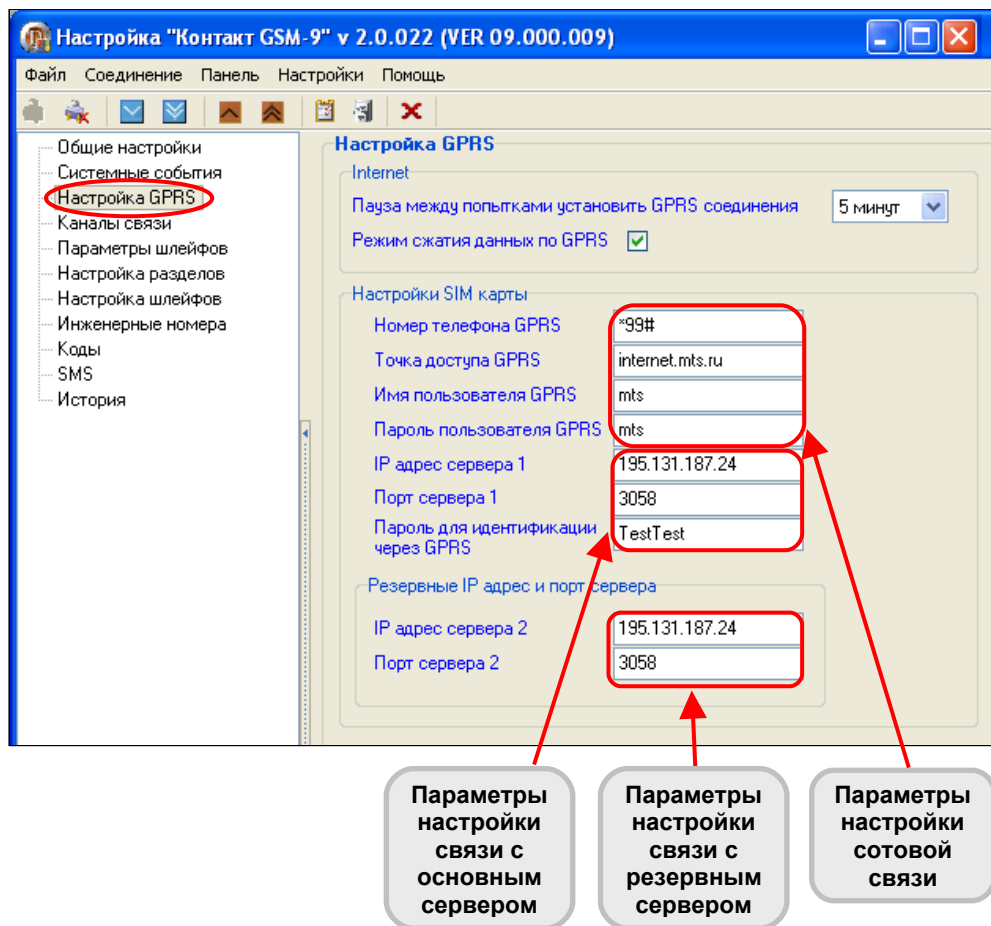 Настройка "Контакт GSM-9" v 2.0.022 (VER 09.000.009)
Файл Соединение Панель Настройки Помощь
Общие настройки
Системные события
Настройка GPRS
Каналы связи
Параметры шлейфов
Настройка разделов
Настройка шлейфов
Инженерные номера
Коды
SMS
История
Настройка GPRS
Internet
Пауза между попытками установить GPRS соединения 5 минут
Режим сжатия данных по GPRS
Настройки SIM карты
Номер телефона GPRS *99#
Точка доступа GPRS internet.mts.ru
Имя пользователя GPRS mts
Пароль пользователя GPRS mts
IP адрес сервера 1 195.131.187.24
Порт сервера 1 3058
Пароль для идентификации
через GPRS TestTest
Резервные IP адрес и порт сервера
IP адрес сервера 2 195.131.187.24
Порт сервера 2 3058
Параметры
настройки
связи с
основным
сервером
Параметры
настройки
связи с
резервным
сервером
Параметры
настройки
сотовой
связи